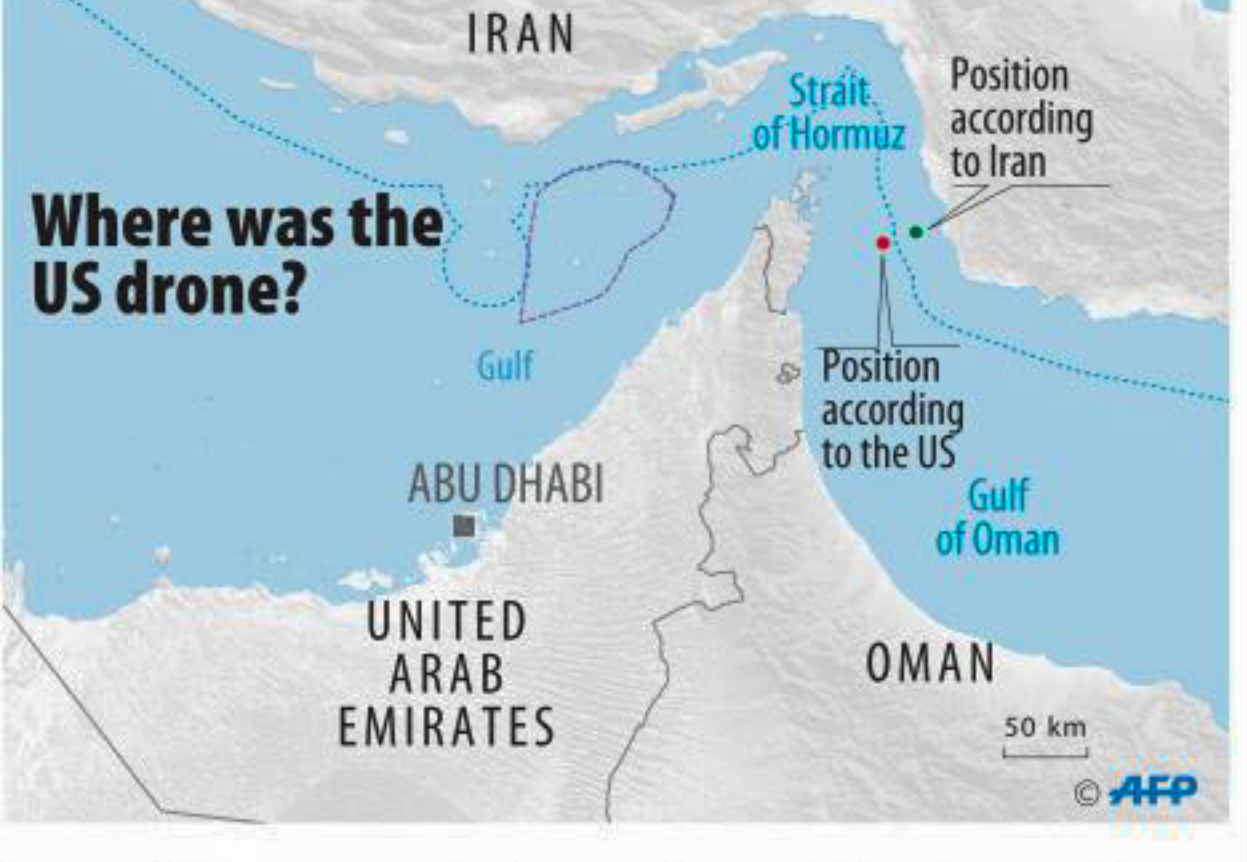 IRAN
Position
according
to Iran
Strait
of Hormuz
Where was the
US drone?
Gulf
Position
according
to the US
ABU DHABI
Gulf
of Oman
UNITED
ARAB
EMIRATES
OMAN
50 km
© AFP